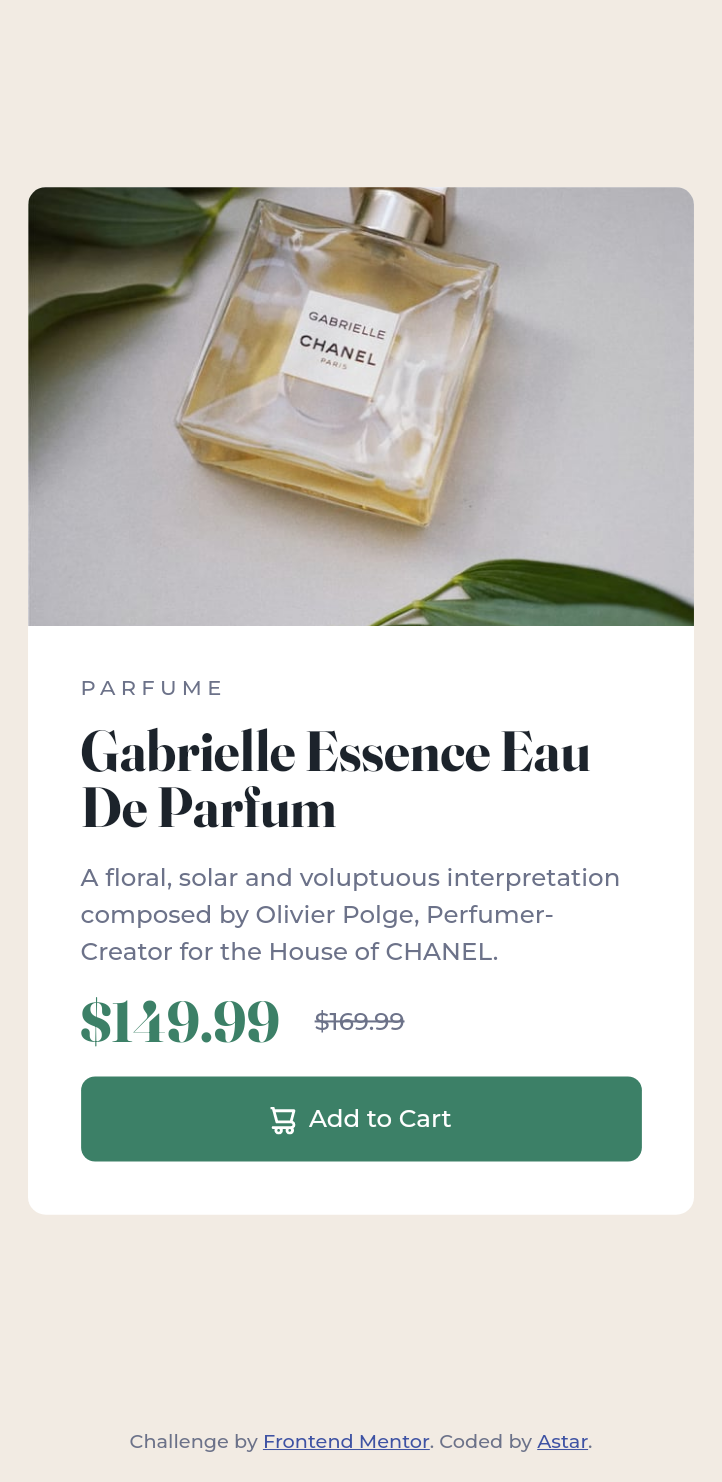 GABRIELLE
CHANEL
PARIS
PARFUME
Gabrielle Essence Eau
De Parfum
A floral, solar and voluptuous interpretation
composed by Olivier Polge, Perfumer-
Creator for the House of CHANEL.
$149.99 $169.99
Add to Cart
Challenge by Frontend Mentor. Coded by Astar.